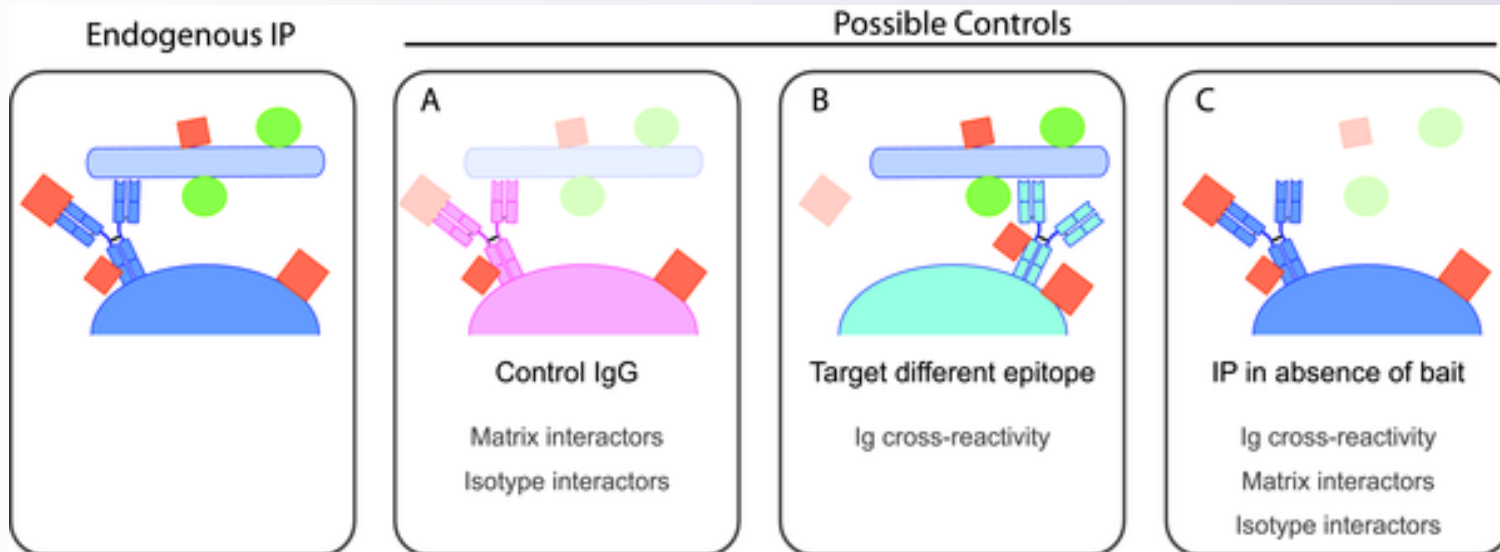 Endogenous IP
Possible Controls
A
B
C
Control IgG
Matrix interactors
Isotype interactors
Target different epitope
Ig cross-reactivity
IP in absence of bait
Ig cross-reactivity
Matrix interactors
Isotype interactors